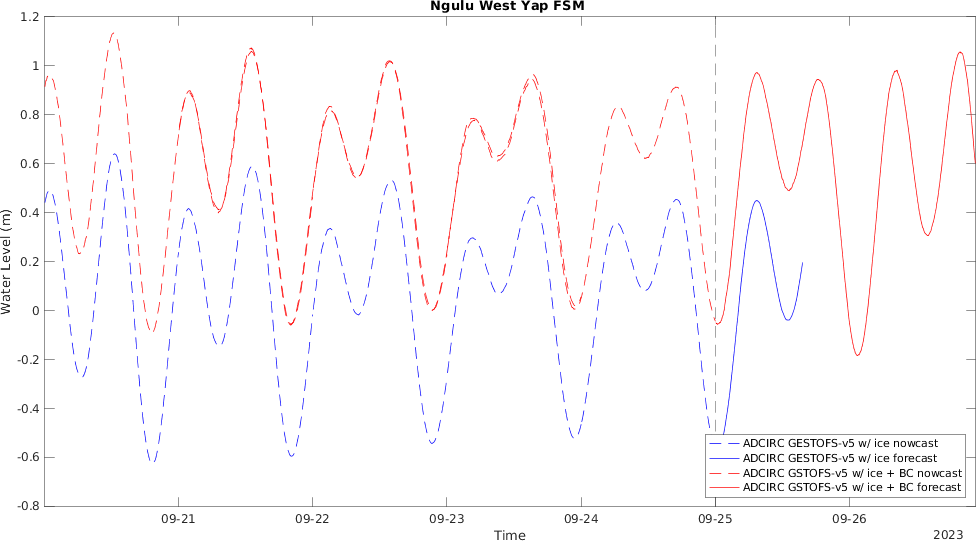 Ngulu West Yap FSM
1.2
1
0.8
0.6
0.4
0.2
0
-0.2
-0.4
-0.6
-0.8
Water Level (m)
ADCIRC GESTOFS-v5 w/ ice nowcast
ADCIRC GESTOFS-v5 w/ ice forecast
ADCIRC GSTOFS-v5 w/ ice + BC nowcast
ADCIRC GSTOFS-v5 w/ ice + BC forecast
09-21 09-22 09-23 09-24 09-25 09-26
Time
2023